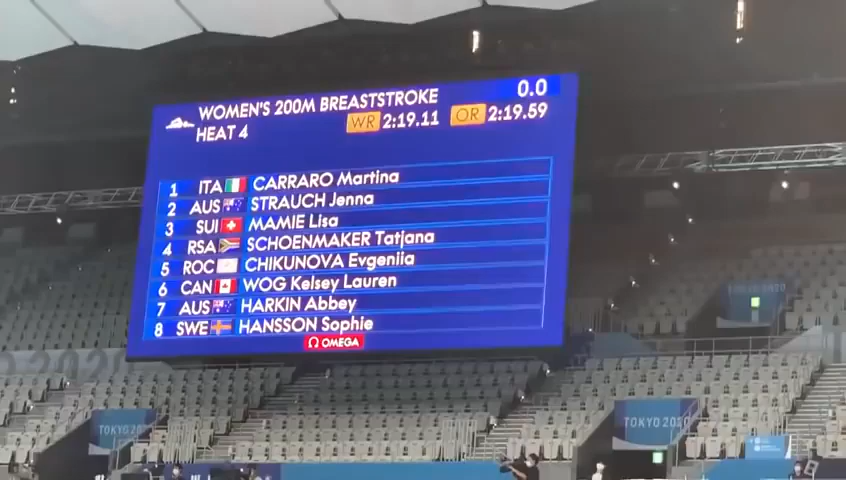 WOMEN'S 200M BREASTSTROKE 0.0
HEAT 4 WR 2:19.11 OR 2:19.59
1 ITA CARRARO Martina
2 AUS STRAUCH Jenna
3 SUI MAMIE Lisa
4 RSA SCHOENMAKER Tatjana
5 ROC CHIKUNOVA Evgeniia
6 CAN WOG Kelsey Lauren
7 AUS HARKIN Abbey
8 SWE HANSSON Sophie
Ω OMEGA
TOKYO 2020
TOKYO 2020
TOKYO 2020